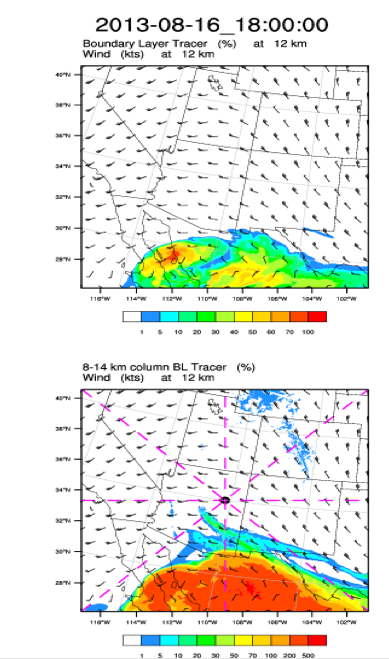 2013-08-16_18:00:00
Boundary Layer Tracer (%) at 12 km
Wind (kts) at 12 km
40°N
38°N
36°N
34°N
32°N
30°N
28°N
116°W 114°W 112°W 110°W 108°W 106°W 104°W 102°W
1 5 10 20 30 40 50 60 70 100
8-14 km column BL Tracer (%)
Wind (kts) at 12 km
40°N
38°N
36°N
34°N
32°N
30°N
28°N
116°W 114°W 112°W 110°W 108°W 106°W 104°W 102°W
1 5 10 20 30 50 70 100 200 500